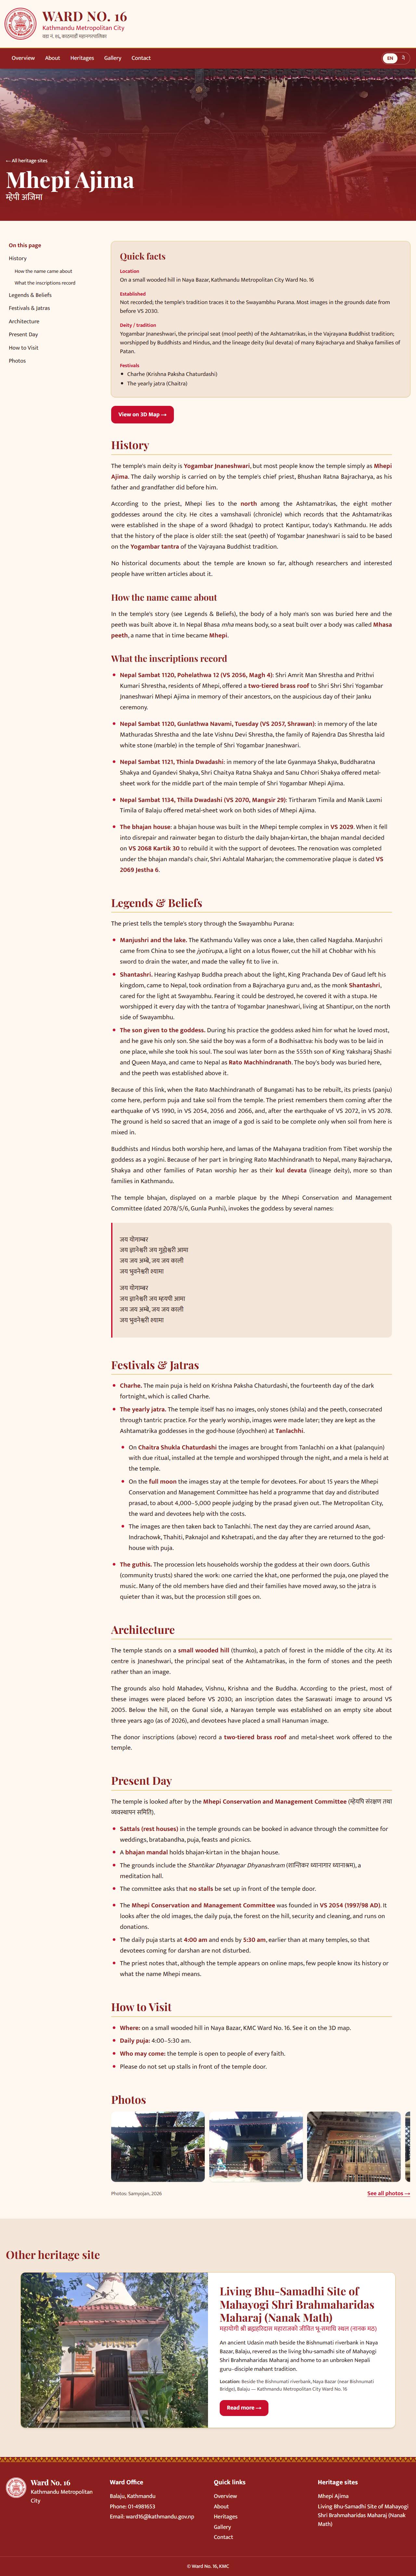 WARD NO. 16
Kathmandu Metropolitan City
वडा नं. १६, काठमाडौं महानगरपालिका
Overview About Heritages Gallery Contact EN ने
← All heritage sites
Mhepi Ajima
म्हेपी अजिमा
On this page
History
How the name came about
What the inscriptions record
Legends & Beliefs
Festivals & Jatras
Architecture
Present Day
How to Visit
Photos
Quick facts
Location
On a small wooded hill in Naya Bazar, Kathmandu Metropolitan City Ward No. 16
Established
Not recorded; the temple's tradition traces it to the Swayambhu Purana. Most images in the grounds date from
before VS 2030.
Deity / tradition
Yogambar Jnaneshwari, the principal seat (mool peeth) of the Ashtamatrikas, in the Vajrayana Buddhist tradition;
worshipped by Buddhists and Hindus, and the lineage deity (kul devata) of many Bajracharya and Shakya families of
Patan.
Festivals
Charhe (Krishna Paksha Chaturdashi)
The yearly jatra (Chaitra)
View on 3D Map →
History
The temple's main deity is Yogambar Jnaneshwari, but most people know the temple simply as Mhepi
Ajima. The daily worship is carried on by the temple's chief priest, Bhushan Ratna Bajracharya, as his
father and grandfather did before him.
According to the priest, Mhepi lies to the north among the Ashtamatrikas, the eight mother
goddesses around the city. He cites a vamshavali (chronicle) which records that the Ashtamatrikas
were established in the shape of a sword (khadga) to protect Kantipur, today's Kathmandu. He adds
that the history of the place is older still: the seat (peeth) of Yogambar Jnaneshwari is said to be based
on the Yogambar tantra of the Vajrayana Buddhist tradition.
No historical documents about the temple are known so far, although researchers and interested
people have written articles about it.
How the name came about
In the temple's story (see Legends & Beliefs), the body of a holy man's son was buried here and the
peeth was built above it. In Nepal Bhasa mha means body, so a seat built over a body was called Mhasa
peeth, a name that in time became Mhepi.
What the inscriptions record
Nepal Sambat 1120, Pohelathwa 12 (VS 2056, Magh 4): Shri Amrit Man Shrestha and Prithvi
Kumari Shrestha, residents of Mhepi, offered a two-tiered brass roof to Shri Shri Shri Yogambar
Jnaneshwari Mhepi Ajima in memory of their ancestors, on the auspicious day of their Janku
ceremony.
Nepal Sambat 1120, Gunlathwa Navami, Tuesday (VS 2057, Shrawan): in memory of the late
Mathuradas Shrestha and the late Vishnu Devi Shrestha, the family of Rajendra Das Shrestha laid
white stone (marble) in the temple of Shri Yogambar Jnaneshwari.
Nepal Sambat 1121, Thinla Dwadashi: in memory of the late Gyanmaya Shakya, Buddharatna
Shakya and Gyandevi Shakya, Shri Chaitya Ratna Shakya and Sanu Chhori Shakya offered metal-
sheet work for the middle part of the main temple of Shri Yogambar Mhepi Ajima.
Nepal Sambat 1134, Thilla Dwadashi (VS 2070, Mangsir 29): Tirtharam Timila and Manik Laxmi
Timila of Balaju offered metal-sheet work on both sides of Mhepi Ajima.
The bhajan house: a bhajan house was built in the Mhepi temple complex in VS 2029. When it fell
into disrepair and rainwater began to disturb the daily bhajan-kirtan, the bhajan mandal decided
on VS 2068 Kartik 30 to rebuild it with the support of devotees. The renovation was completed
under the bhajan mandal's chair, Shri Ashtalal Maharjan; the commemorative plaque is dated VS
2069 Jestha 6.
Legends & Beliefs
The priest tells the temple's story through the Swayambhu Purana:
Manjushri and the lake. The Kathmandu Valley was once a lake, then called Nagdaha. Manjushri
came from China to see the jyotirupa, a light on a lotus flower, cut the hill at Chobhar with his
sword to drain the water, and made the valley fit to live in.
Shantashri. Hearing Kashyap Buddha preach about the light, King Prachanda Dev of Gaud left his
kingdom, came to Nepal, took ordination from a Bajracharya guru and, as the monk Shantashri,
cared for the light at Swayambhu. Fearing it could be destroyed, he covered it with a stupa. He
worshipped it every day with the tantra of Yogambar Jnaneshwari, living at Shantipur, on the north
side of Swayambhu.
The son given to the goddess. During his practice the goddess asked him for what he loved most,
and he gave her his son. She said the boy was a form of a Bodhisattva: his body was to be laid in
one place, while she took his soul. The soul was later born as the 555th son of King Yaksharaj Shashi
and Queen Maya, and came to Nepal as Rato Machhindranath. The boy's body was buried here,
and the peeth was established above it.
Because of this link, when the Rato Machhindranath of Bungamati has to be rebuilt, its priests (panju)
come here, perform puja and take soil from the temple. The priest remembers them coming after the
earthquake of VS 1990, in VS 2054, 2056 and 2066, and, after the earthquake of VS 2072, in VS 2078.
The ground is held so sacred that an image of a god is said to be complete only when soil from here is
mixed in.
Buddhists and Hindus both worship here, and lamas of the Mahayana tradition from Tibet worship the
goddess as a yogini. Because of her part in bringing Rato Machhindranath to Nepal, many Bajracharya,
Shakya and other families of Patan worship her as their kul devata (lineage deity), more so than
families in Kathmandu.
The temple bhajan, displayed on a marble plaque by the Mhepi Conservation and Management
Committee (dated 2078/5/6, Gunla Punhi), invokes the goddess by several names:
जय योगाम्बर
जय ज्ञानेश्वरी जय गुह्येश्वरी आमा
जय जय अम्बे, जय जय काली
जय भुवनेश्वरी श्यामा
जय योगाम्बर
जय ज्ञानेश्वरी जय म्हयपी आमा
जय जय अम्बे, जय जय काली
जय भुवनेश्वरी श्यामा
Festivals & Jatras
Charhe. The main puja is held on Krishna Paksha Chaturdashi, the fourteenth day of the dark
fortnight, which is called Charhe.
The yearly jatra. The temple itself has no images, only stones (shila) and the peeth, consecrated
through tantric practice. For the yearly worship, images were made later; they are kept as the
Ashtamatrika goddesses in the god-house (dyochhen) at Tanlachhi.
On Chaitra Shukla Chaturdashi the images are brought from Tanlachhi on a khat (palanquin)
with due ritual, installed at the temple and worshipped through the night, and a mela is held at
the temple.
On the full moon the images stay at the temple for devotees. For about 15 years the Mhepi
Conservation and Management Committee has held a programme that day and distributed
prasad, to about 4,000–5,000 people judging by the prasad given out. The Metropolitan City,
the ward and devotees help with the costs.
The images are then taken back to Tanlachhi. The next day they are carried around Asan,
Indrachowk, Thahiti, Paknajol and Kshetrapati, and the day after they are returned to the god-
house with puja.
The guthis. The procession lets households worship the goddess at their own doors. Guthis
(community trusts) shared the work: one carried the khat, one performed the puja, one played the
music. Many of the old members have died and their families have moved away, so the jatra is
quieter than it was, but the procession still goes on.
Architecture
The temple stands on a small wooded hill (thumko), a patch of forest in the middle of the city. At its
centre is Jnaneshwari, the principal seat of the Ashtamatrikas, in the form of stones and the peeth
rather than an image.
The grounds also hold Mahadev, Vishnu, Krishna and the Buddha. According to the priest, most of
these images were placed before VS 2030; an inscription dates the Saraswati image to around VS
2005. Below the hill, on the Gunal side, a Narayan temple was established on an empty site about
three years ago (as of 2026), and devotees have placed a small Hanuman image.
The donor inscriptions (above) record a two-tiered brass roof and metal-sheet work offered to the
temple.
Present Day
The temple is looked after by the Mhepi Conservation and Management Committee (म्हेयपि संरक्षण तथा
व्यवस्थापन समिति).
Sattals (rest houses) in the temple grounds can be booked in advance through the committee for
weddings, bratabandha, puja, feasts and picnics.
A bhajan mandal holds bhajan-kirtan in the bhajan house.
The grounds include the Shantikar Dhyanagar Dhyanashram (शान्तिकर ध्यानागार ध्यानाश्रम), a
meditation hall.
The committee asks that no stalls be set up in front of the temple door.
The Mhepi Conservation and Management Committee was founded in VS 2054 (1997/98 AD). It
looks after the old images, the daily puja, the forest on the hill, security and cleaning, and runs on
donations.
The daily puja starts at 4:00 am and ends by 5:30 am, earlier than at many temples, so that
devotees coming for darshan are not disturbed.
The priest notes that, although the temple appears on online maps, few people know its history or
what the name Mhepi means.
How to Visit
Where: on a small wooded hill in Naya Bazar, KMC Ward No. 16. See it on the 3D map.
Daily puja: 4:00–5:30 am.
Who may come: the temple is open to people of every faith.
Please do not set up stalls in front of the temple door.
Photos
Photos: Samyojan, 2026
See all photos →
Other heritage site
Living Bhu-Samadhi Site of
Mahayogi Shri Brahmaharidas
Maharaj (Nanak Math)
महायोगी श्री ब्रह्महरिदास महाराजको जीवित भू-समाधि स्थल (नानक मठ)
An ancient Udasin math beside the Bishnumati riverbank in Naya
Bazar, Balaju, revered as the living bhu-samadhi site of Mahayogi
Shri Brahmaharidas Maharaj and home to an unbroken Nepali
guru–disciple mahant tradition.
Location: Beside the Bishnumati riverbank, Naya Bazar (near Bishnumati
Bridge), Balaju — Kathmandu Metropolitan City Ward No. 16
Read more →
Ward No. 16
Kathmandu Metropolitan
City
Ward Office
Balaju, Kathmandu
Phone: 01-4981653
Email: ward16@kathmandu.gov.np
Quick links
Overview
About
Heritages
Gallery
Contact
Heritage sites
Mhepi Ajima
Living Bhu-Samadhi Site of Mahayogi
Shri Brahmaharidas Maharaj (Nanak
Math)
© Ward No. 16, KMC